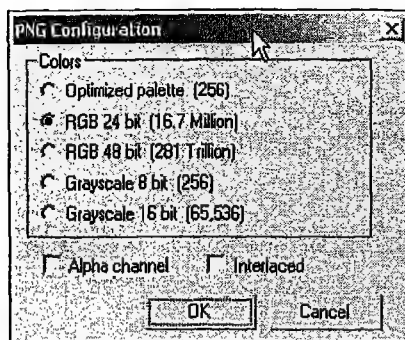 PNG Configuration
Colors
Optimized palette (256)
RGB 24 bit (16.7 Million)
RGB 48 bit (281 Trillion)
Grayscale 8 bit (256)
Grayscale 16 bit (65,536)
Alpha channel Interlaced
OK Cancel